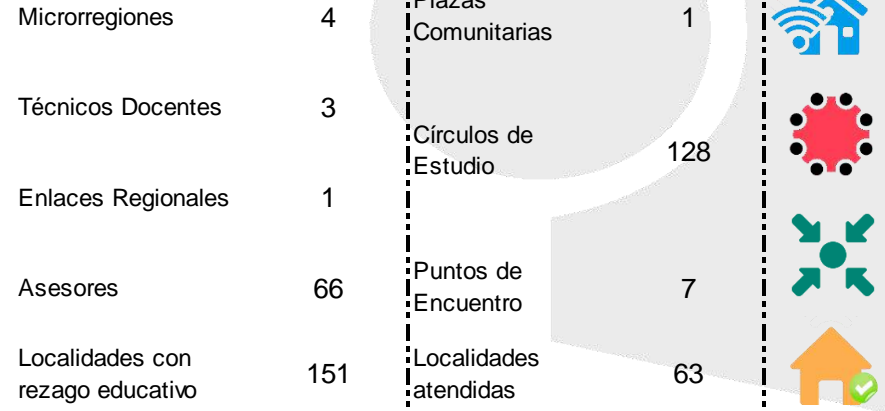 Microrregiones 4
Plazas
Comunitarias 1
Técnicos Docentes 3
Círculos de
Estudio 128
Enlaces Regionales 1
Asesores 66
Puntos de
Encuentro 7
Localidades con
rezago educativo 151
Localidades
atendidas 63